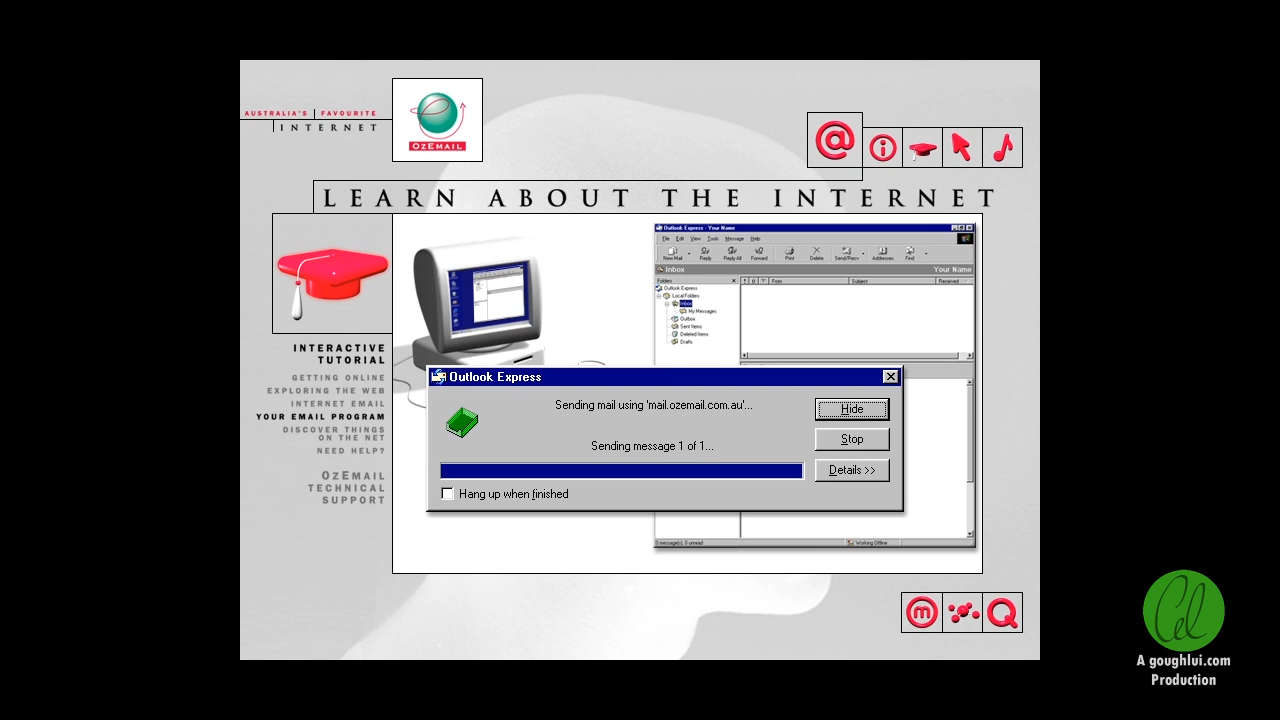 AUSTRALIA'S FAVOURITE
INTERNET
OZEMAIL
LEARN ABOUT THE INTERNET
INTERACTIVE
TUTORIAL
GETTING ONLINE
EXPLORING THE WEB
INTERNET EMAIL
YOUR EMAIL PROGRAM
DISCOVER THINGS
ON THE NET
NEED HELP?
OZEMAIL
TECHNICAL
SUPPORT
Outlook Express - Your Name
File Edit View Tools Message Help
New Mail Reply Reply All Forward Print Delete Send/Recv Addresses Find
Inbox Your Name
Folders
From Subject Received
Outlook Express
Local Folders
Inbox
My Messages
Outbox
Sent Items
Deleted Items
Drafts
Outlook Express
Sending mail using 'mail.ozemail.com.au'...
Sending message 1 of 1...
Hide
Stop
Details >>
Hang up when finished
0 message(s), 0 unread Working Offline
@ i
m Q
Cel
A goughlui.com
Production